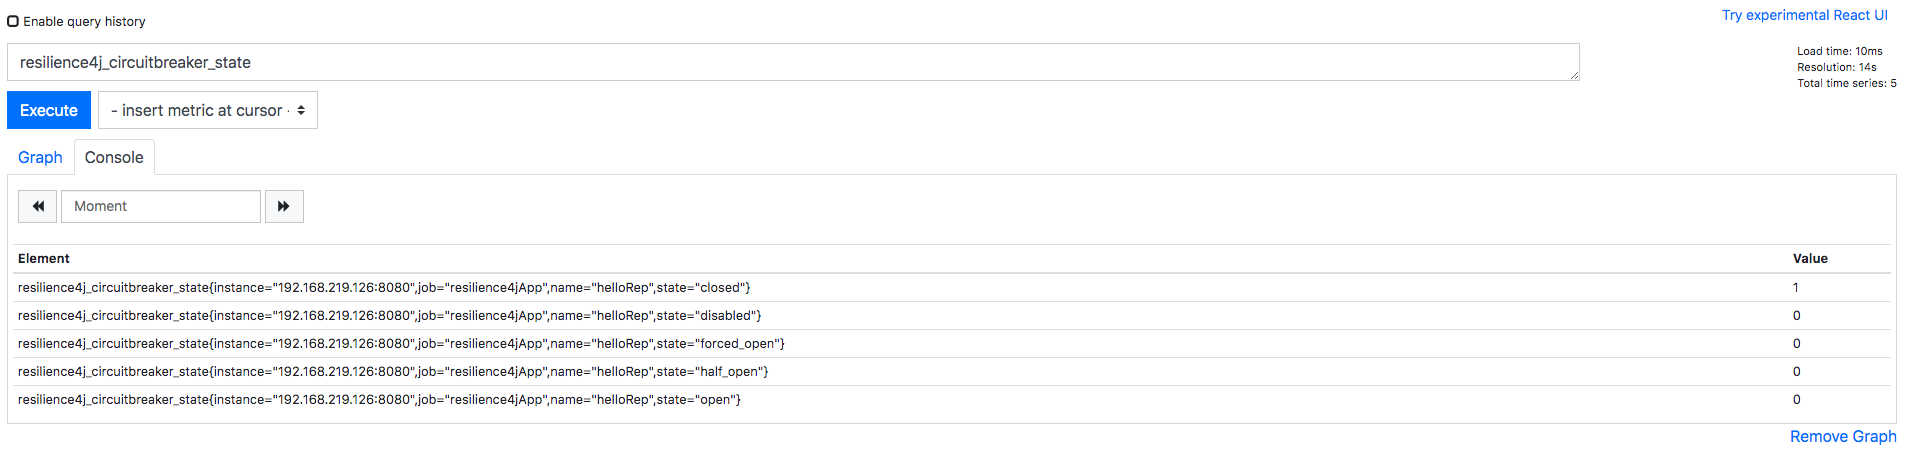 Enable query history
Try experimental React UI
resilience4j_circuitbreaker_state
Load time: 10ms
Resolution: 14s
Total time series: 5
Execute
- insert metric at cursor -
Graph
Console
Moment
Element Value
resilience4j_circuitbreaker_state{instance="192.168.219.126:8080",job="resilience4jApp",name="helloRep",state="closed"} 1
resilience4j_circuitbreaker_state{instance="192.168.219.126:8080",job="resilience4jApp",name="helloRep",state="disabled"} 0
resilience4j_circuitbreaker_state{instance="192.168.219.126:8080",job="resilience4jApp",name="helloRep",state="forced_open"} 0
resilience4j_circuitbreaker_state{instance="192.168.219.126:8080",job="resilience4jApp",name="helloRep",state="half_open"} 0
resilience4j_circuitbreaker_state{instance="192.168.219.126:8080",job="resilience4jApp",name="helloRep",state="open"} 0
Remove Graph